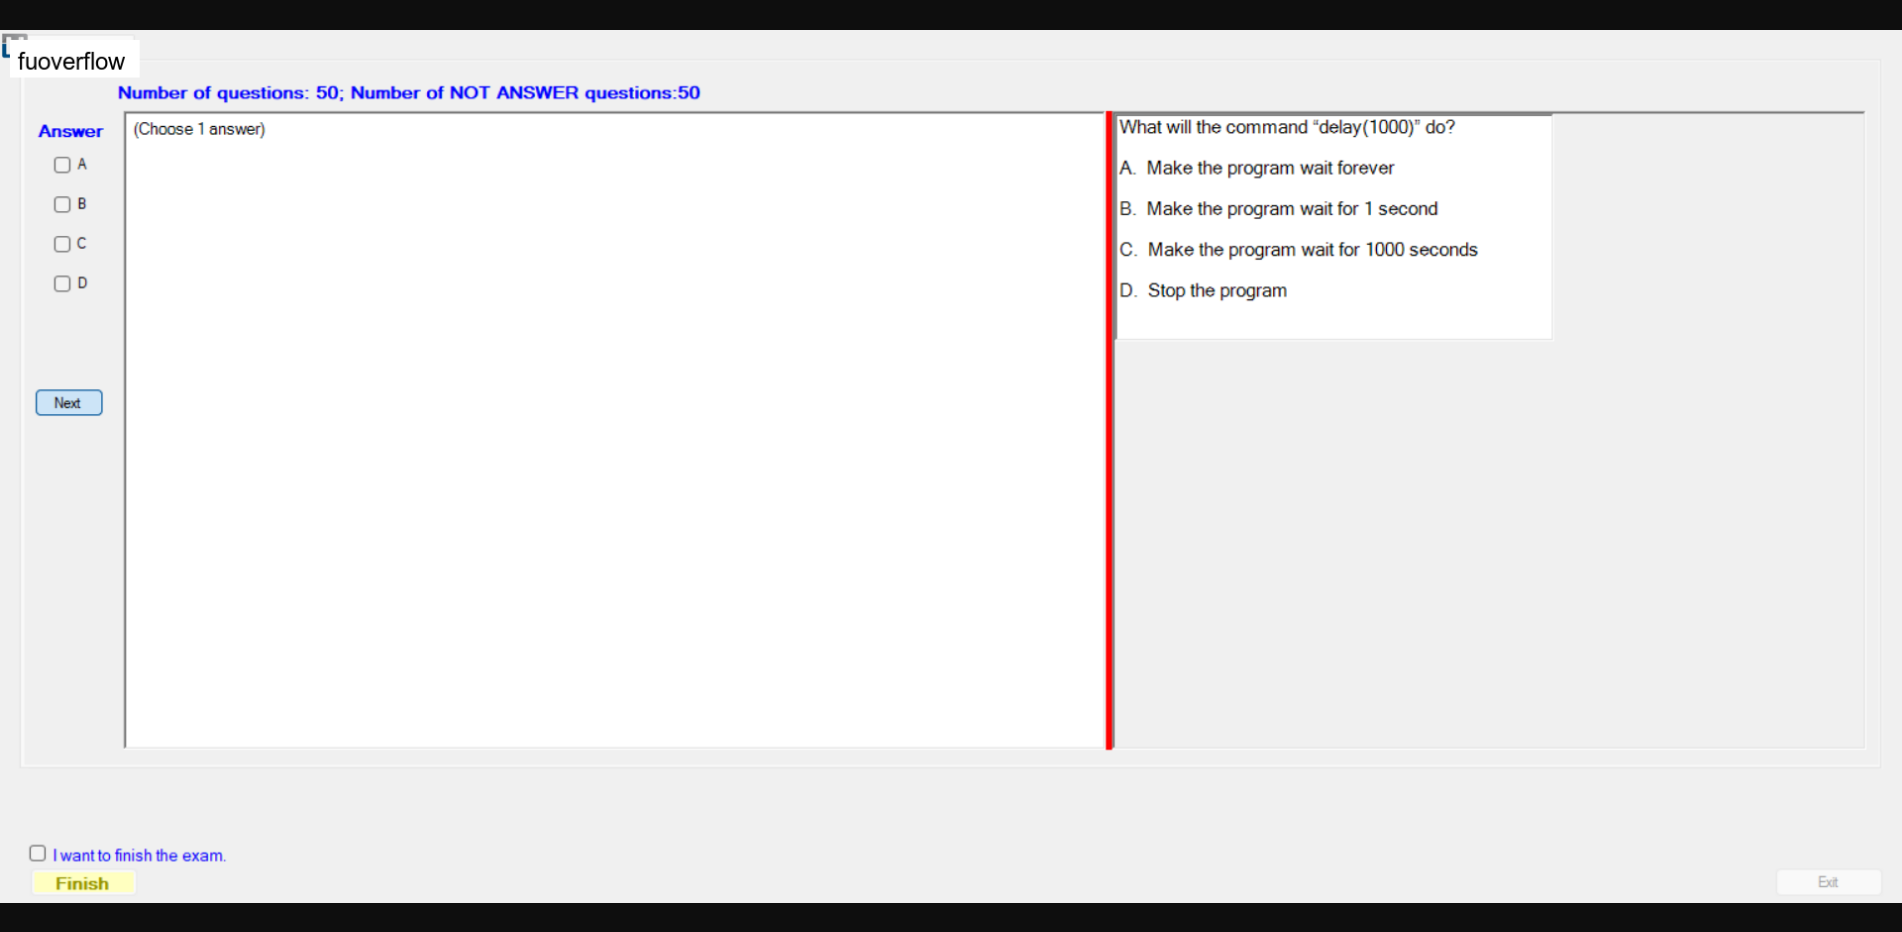 fuoverflow
Number of questions: 50; Number of NOT ANSWER questions:50
Answer
(Choose 1 answer)
A
B
C
D
Next
What will the command “delay(1000)” do?
A. Make the program wait forever
B. Make the program wait for 1 second
C. Make the program wait for 1000 seconds
D. Stop the program
I want to finish the exam.
Finish
Exit